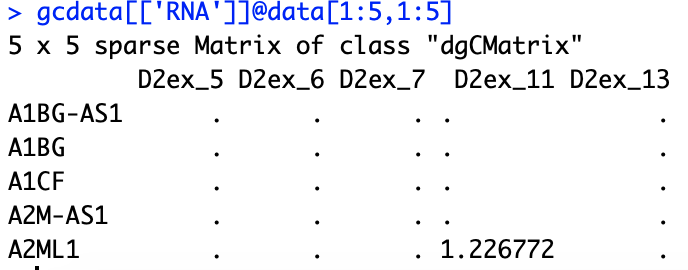 > gcdata[['RNA']]@data[1:5,1:5]
5 x 5 sparse Matrix of class "dgCMatrix"
         D2ex_5 D2ex_6 D2ex_7  D2ex_11 D2ex_13
A1BG-AS1      .      .      . .              .
A1BG          .      .      . .              .
A1CF          .      .      . .              .
A2M-AS1       .      .      . .              .
A2ML1         .      .      . 1.226772       .